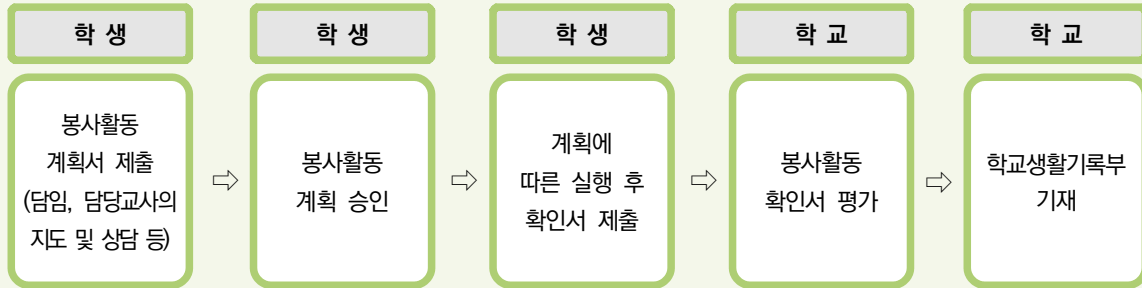 학 생
학 생
학 생
학 교
학 교
봉사활동
계획서 제출
(담임, 담당교사의
지도 및 상담 등)
⇨
봉사활동
계획 승인
⇨
계획에
따른 실행 후
확인서 제출
⇨
봉사활동
확인서 평가
⇨
학교생활기록부
기재